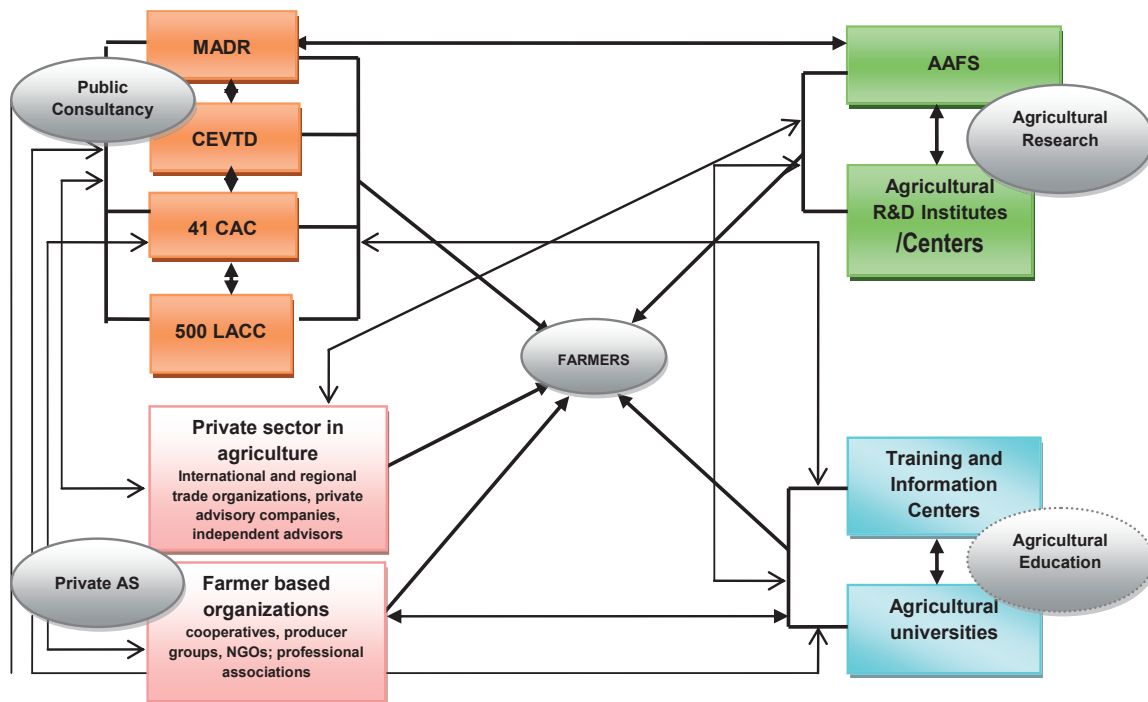 MADR
Public
Consultancy
CEVTD
41 CAC
500 LACC
AAFS
Agricultural
Research
Agricultural
R&D Institutes
/Centers
FARMERS
Private sector in
agriculture
International and regional
trade organizations, private
advisory companies,
independent advisors
Private AS
Farmer based
organizations
cooperatives, producer
groups, NGOs; professional
associations
Training and
Information
Centers
Agricultural
Education
Agricultural
universities